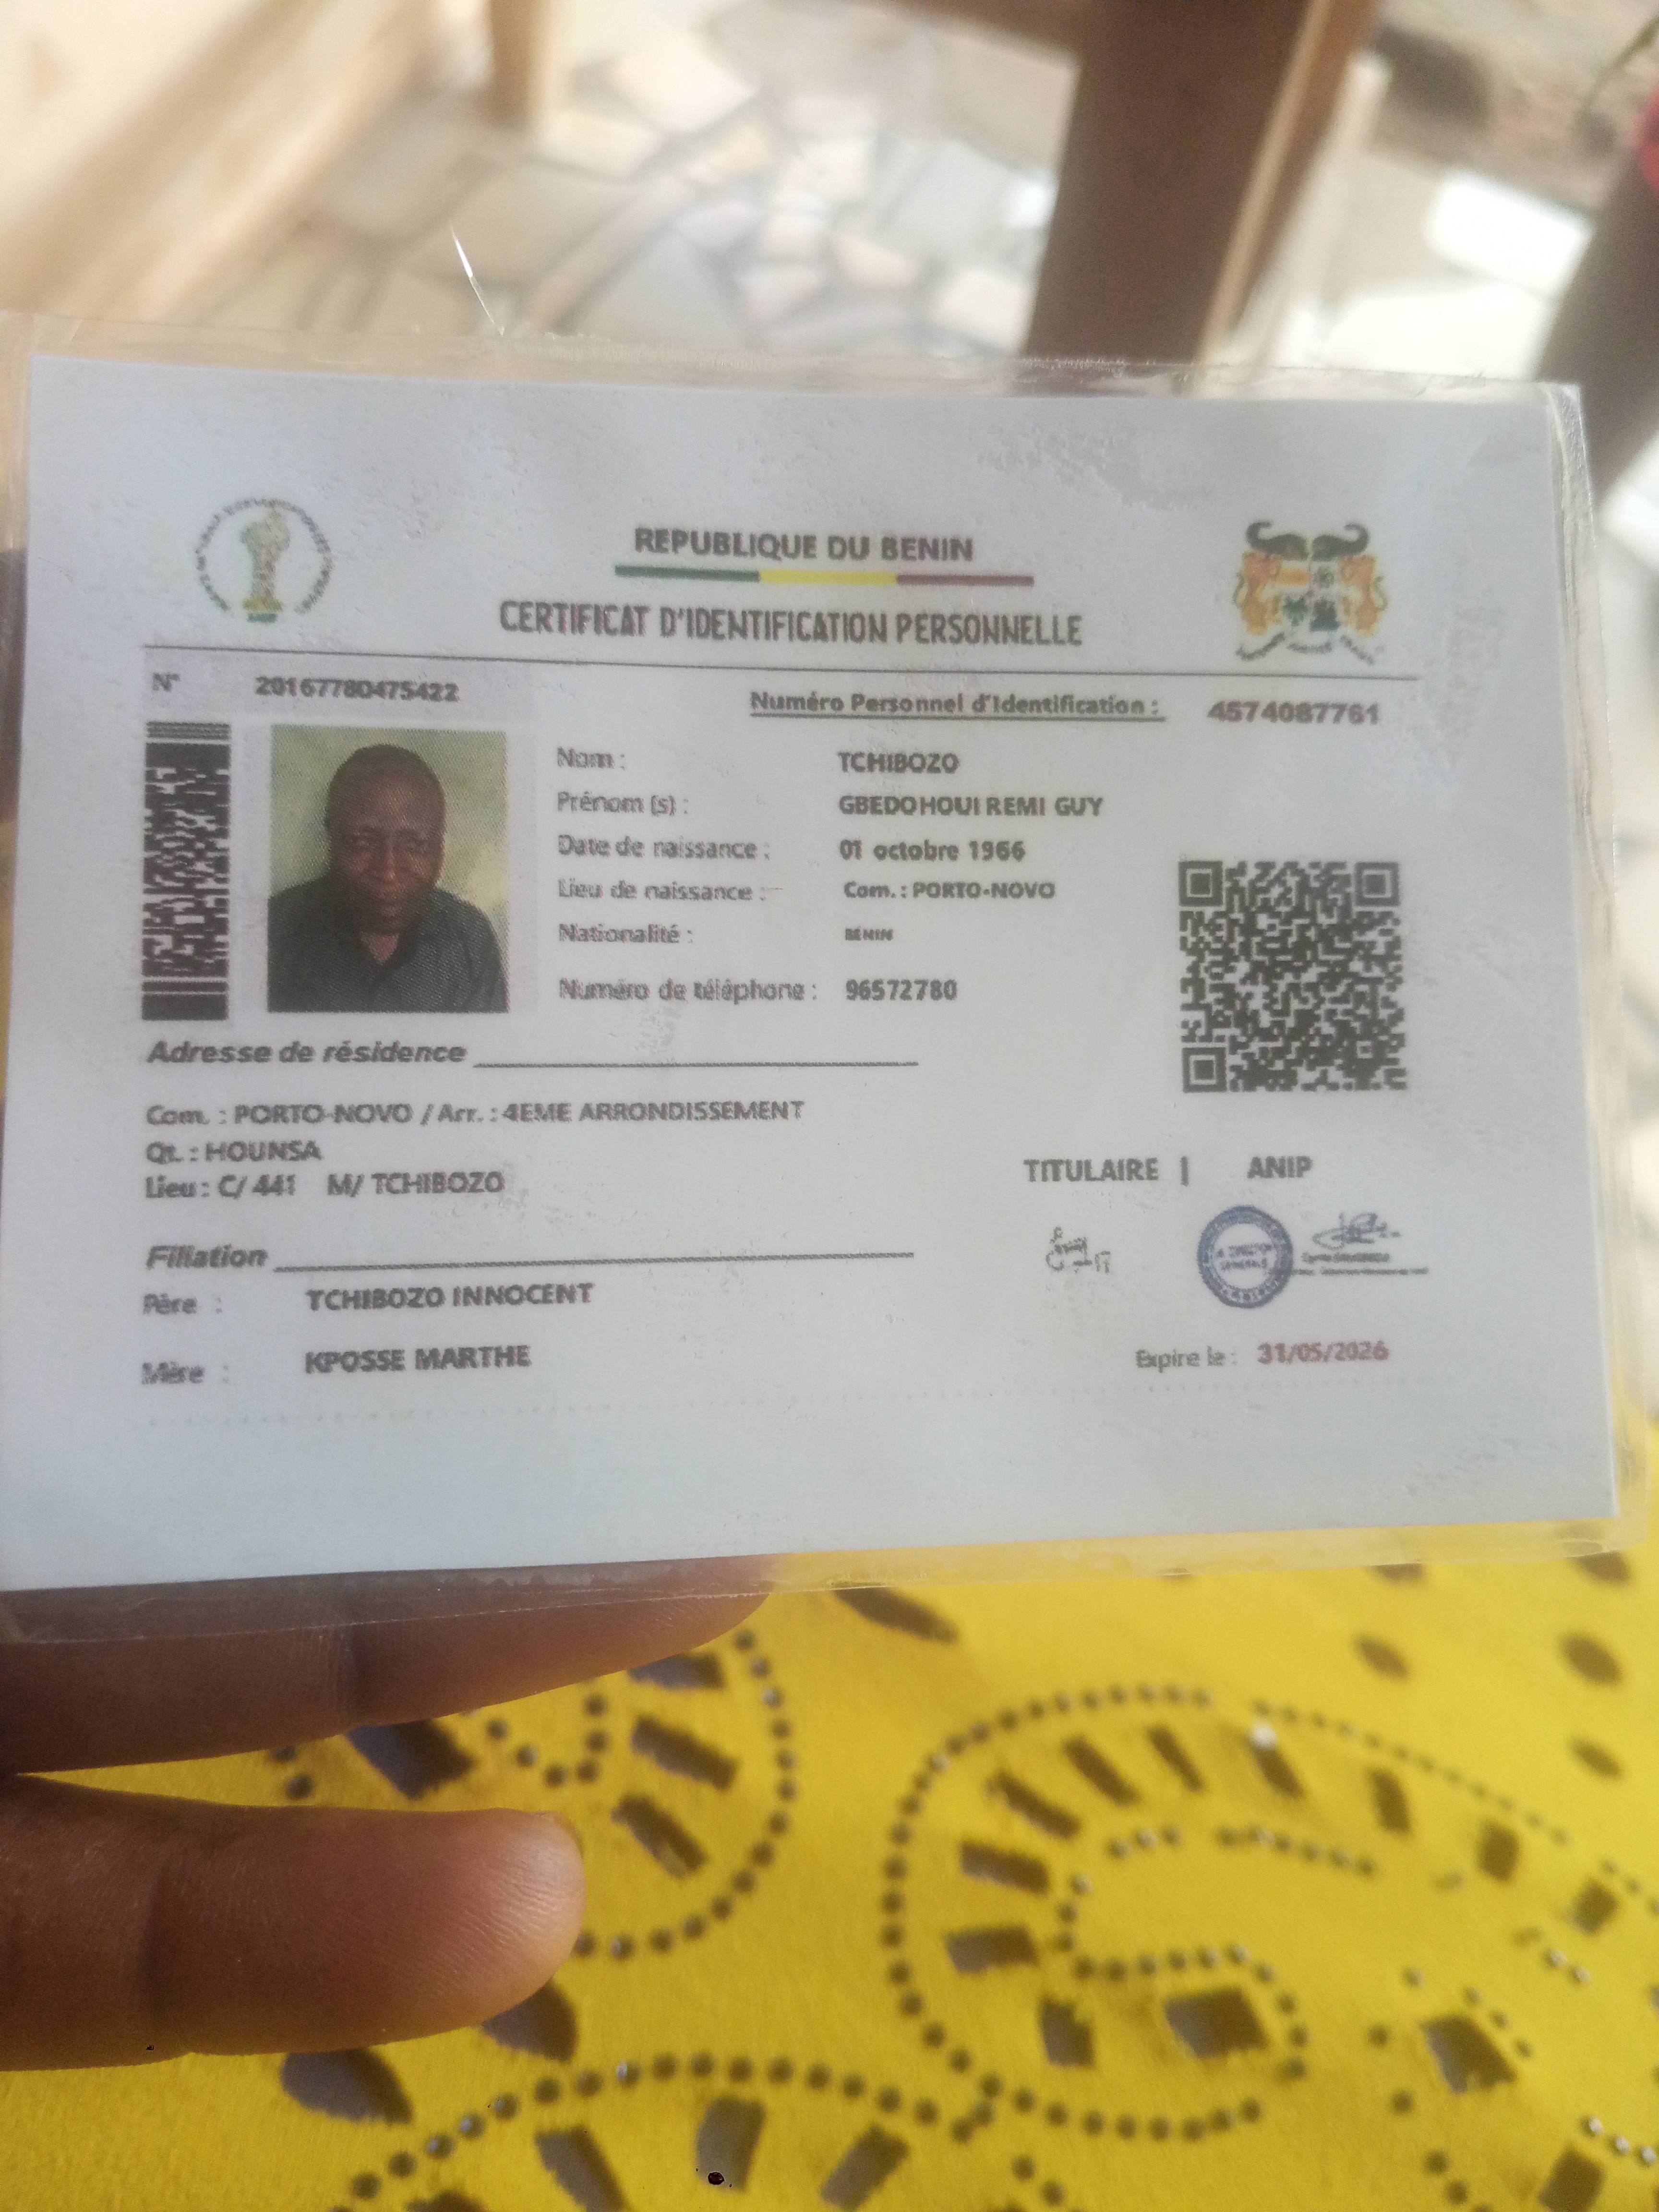 REPUBLIQUE DU BENIN
CERTIFICAT D'IDENTIFICATION PERSONNELLE
N° 20167780475422
Numéro Personnel d'Identification : 4574087761
Nom : TCHIBOZO
Prénom (s) : GBEDOHOUI REMI GUY
Date de naissance : 01 octobre 1966
Lieu de naissance : Com. : PORTO-NOVO
Nationalité : BENIN
Numéro de téléphone : 96572780
Adresse de résidence
Com. : PORTO-NOVO / Arr. : 4EME ARRONDISSEMENT
Qt. : HOUNSA
Lieu : C/ 441 M/ TCHIBOZO
TITULAIRE | ANIP
Filiation
Père : TCHIBOZO INNOCENT
Mère : KPOSSE MARTHE
Expire le : 31/05/2026